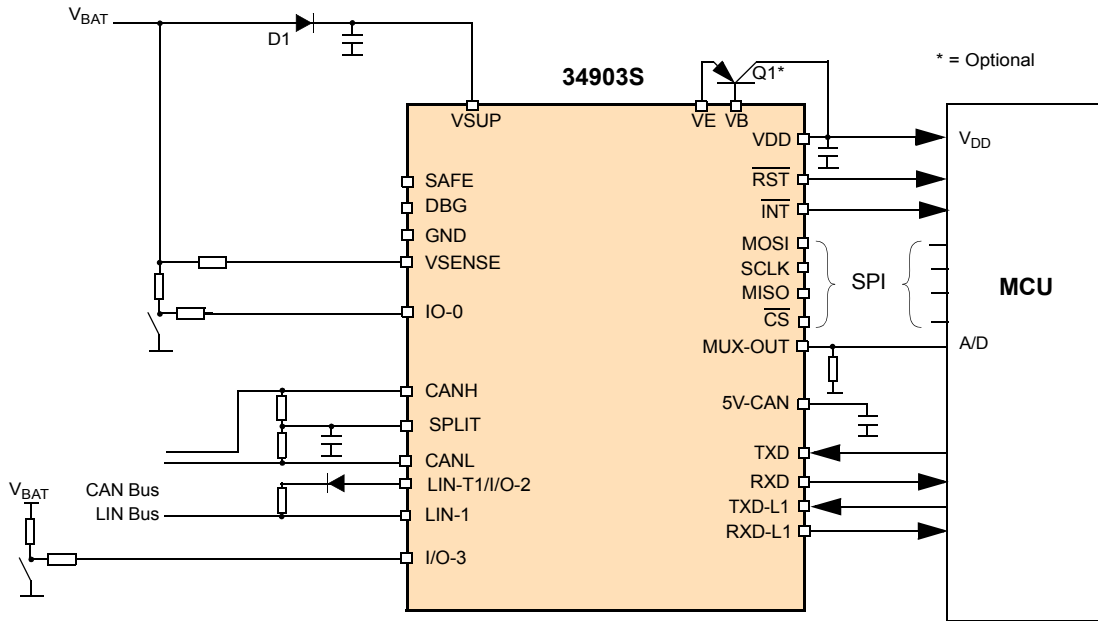 VBAT
D1
Q1*
* = Optional
34903S
VSUP
VE
VB
VDD
VDD
SAFE
RST
DBG
INT
GND
MOSI
VSENSE
SCLK
SPI
MCU
MISO
IO-0
CS
MUX-OUT
A/D
CANH
5V-CAN
SPLIT
TXD
CANL
LIN-T1/I/O-2
RXD
VBAT
CAN Bus
LIN Bus
LIN-1
TXD-L1
RXD-L1
I/O-3